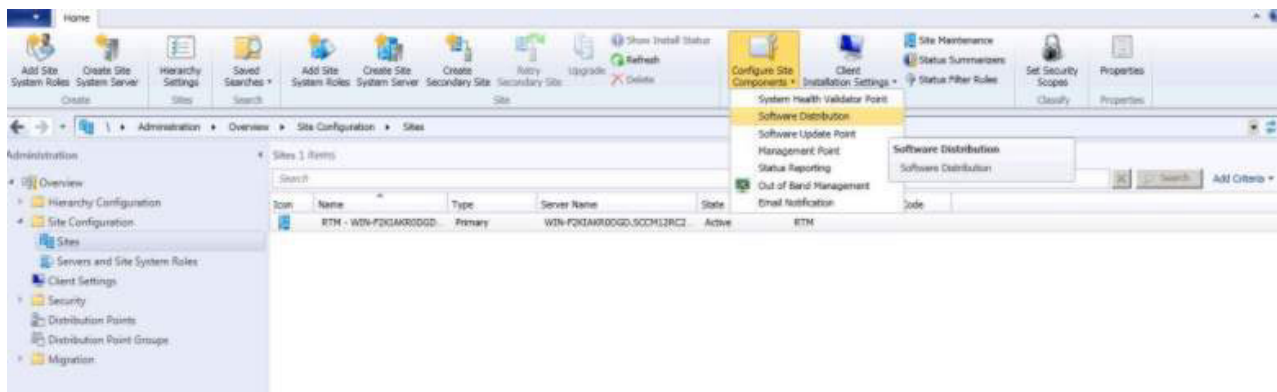 Home
Add Site System Roles
Create Site System Server
Hierarchy Settings
Saved Searches
Add Site System Roles
Create Site System Server
Create Secondary Site
Retry Secondary Site
Upgrade
Show Install Status
Refresh
Delete
Configure Site Components
Client Installation Settings
Site Maintenance
Status Summarizers
Status Filter Rules
Set Security Scopes
Properties
Create
Sites
Search
Site
Classify
Properties
System Health Validator Point
Software Distribution
Software Update Point
Management Point
Status Reporting
Out of Band Management
Email Notification
Software Distribution
Software Distribution
\ Administration Overview Site Configuration Sites
Administration
Overview
Hierarchy Configuration
Site Configuration
Sites
Servers and Site System Roles
Client Settings
Security
Distribution Points
Distribution Point Groups
Migration
Sites 1 items
Search
Search
Add Criteria
Icon Name Type Server Name State Code
Primary Active RTM